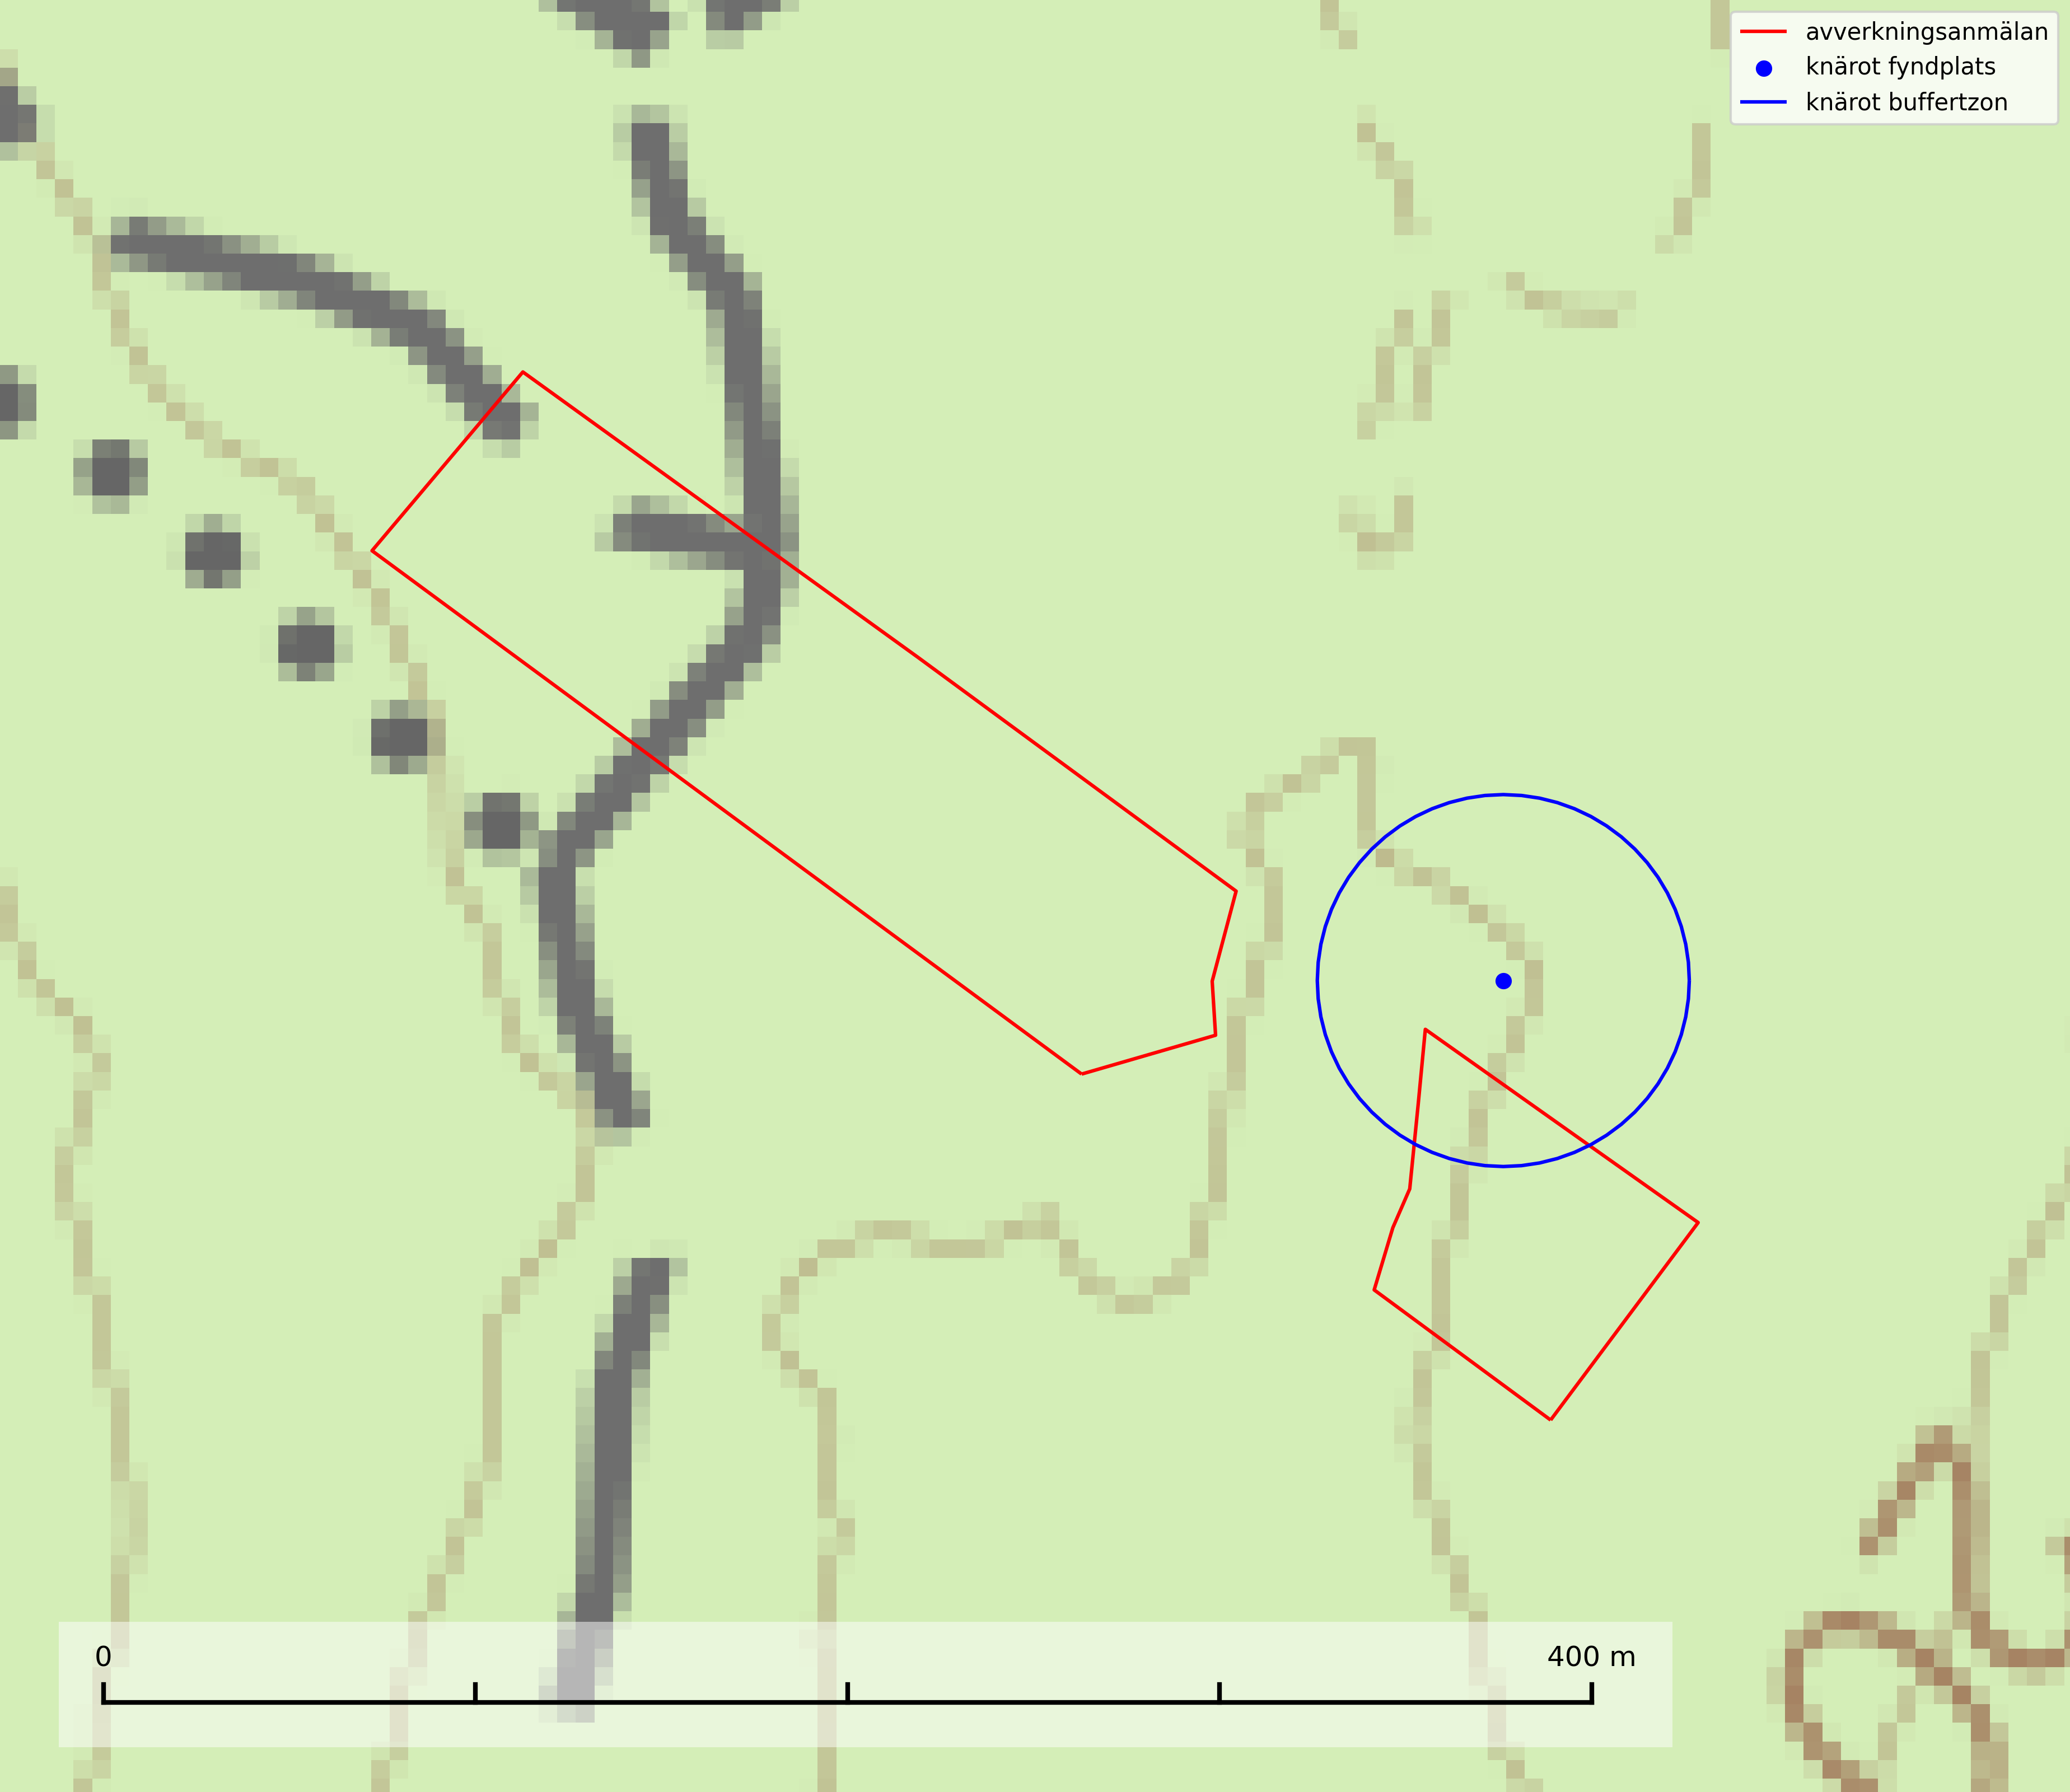 avverkningsanmälan
knärot fyndplats
knärot buffertzon
0 400 m